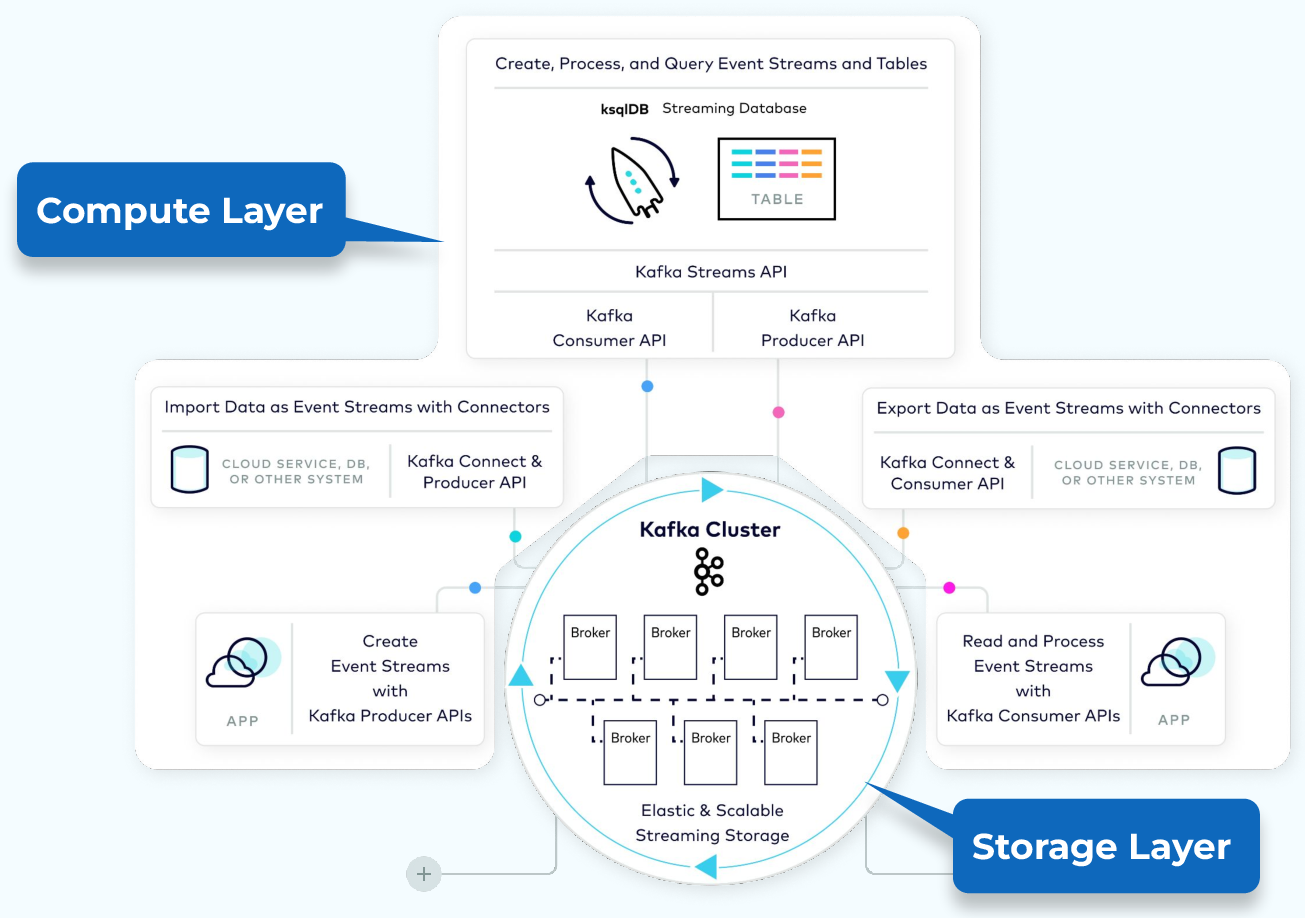 Create, Process, and Query Event Streams and Tables
ksqlDB Streaming Database
TABLE
Compute Layer
Kafka Streams API
Kafka
Consumer API
Kafka
Producer API
Import Data as Event Streams with Connectors
CLOUD SERVICE, DB,
OR OTHER SYSTEM
Kafka Connect &
Producer API
Export Data as Event Streams with Connectors
Kafka Connect &
Consumer API
CLOUD SERVICE, DB,
OR OTHER SYSTEM
Kafka Cluster
Broker
Broker
Broker
Broker
Broker
Broker
Broker
Elastic & Scalable
Streaming Storage
APP
Create
Event Streams
with
Kafka Producer APIs
Read and Process
Event Streams
with
Kafka Consumer APIs
APP
Storage Layer
+